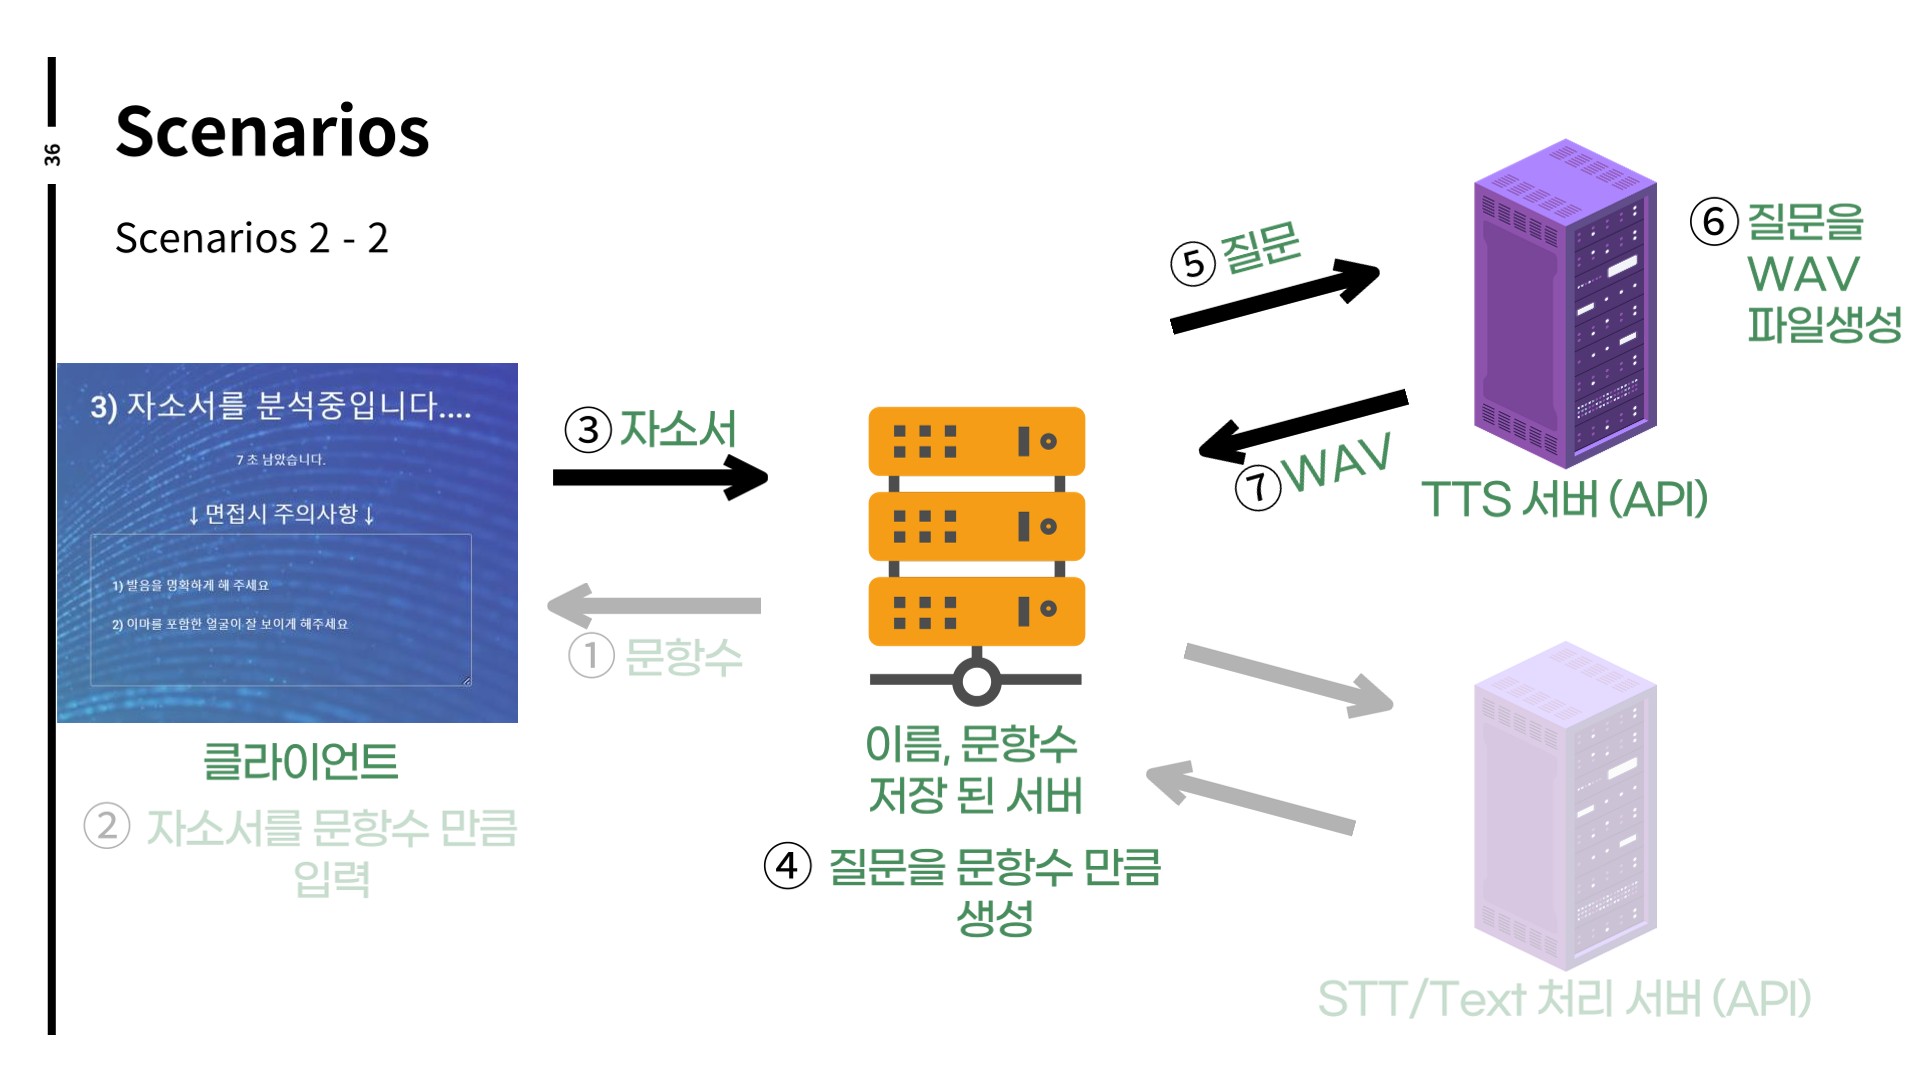 36
Scenarios
Scenarios 2 - 2
3) 자소서를 분석중입니다....
7 초 남았습니다.
↓ 면접시 주의사항 ↓
1) 발음을 명확하게 해 주세요
2) 이마를 포함한 얼굴이 잘 보이게 해주세요
클라이언트
② 자소서를 문항수 만큼
입력
③ 자소서
① 문항수
이름, 문항수
저장 된 서버
④ 질문을 문항수 만큼
생성
⑤ 질문
⑦ WAV
⑥ 질문을
WAV
파일생성
TTS 서버 (API)
STT/Text 처리 서버 (API)